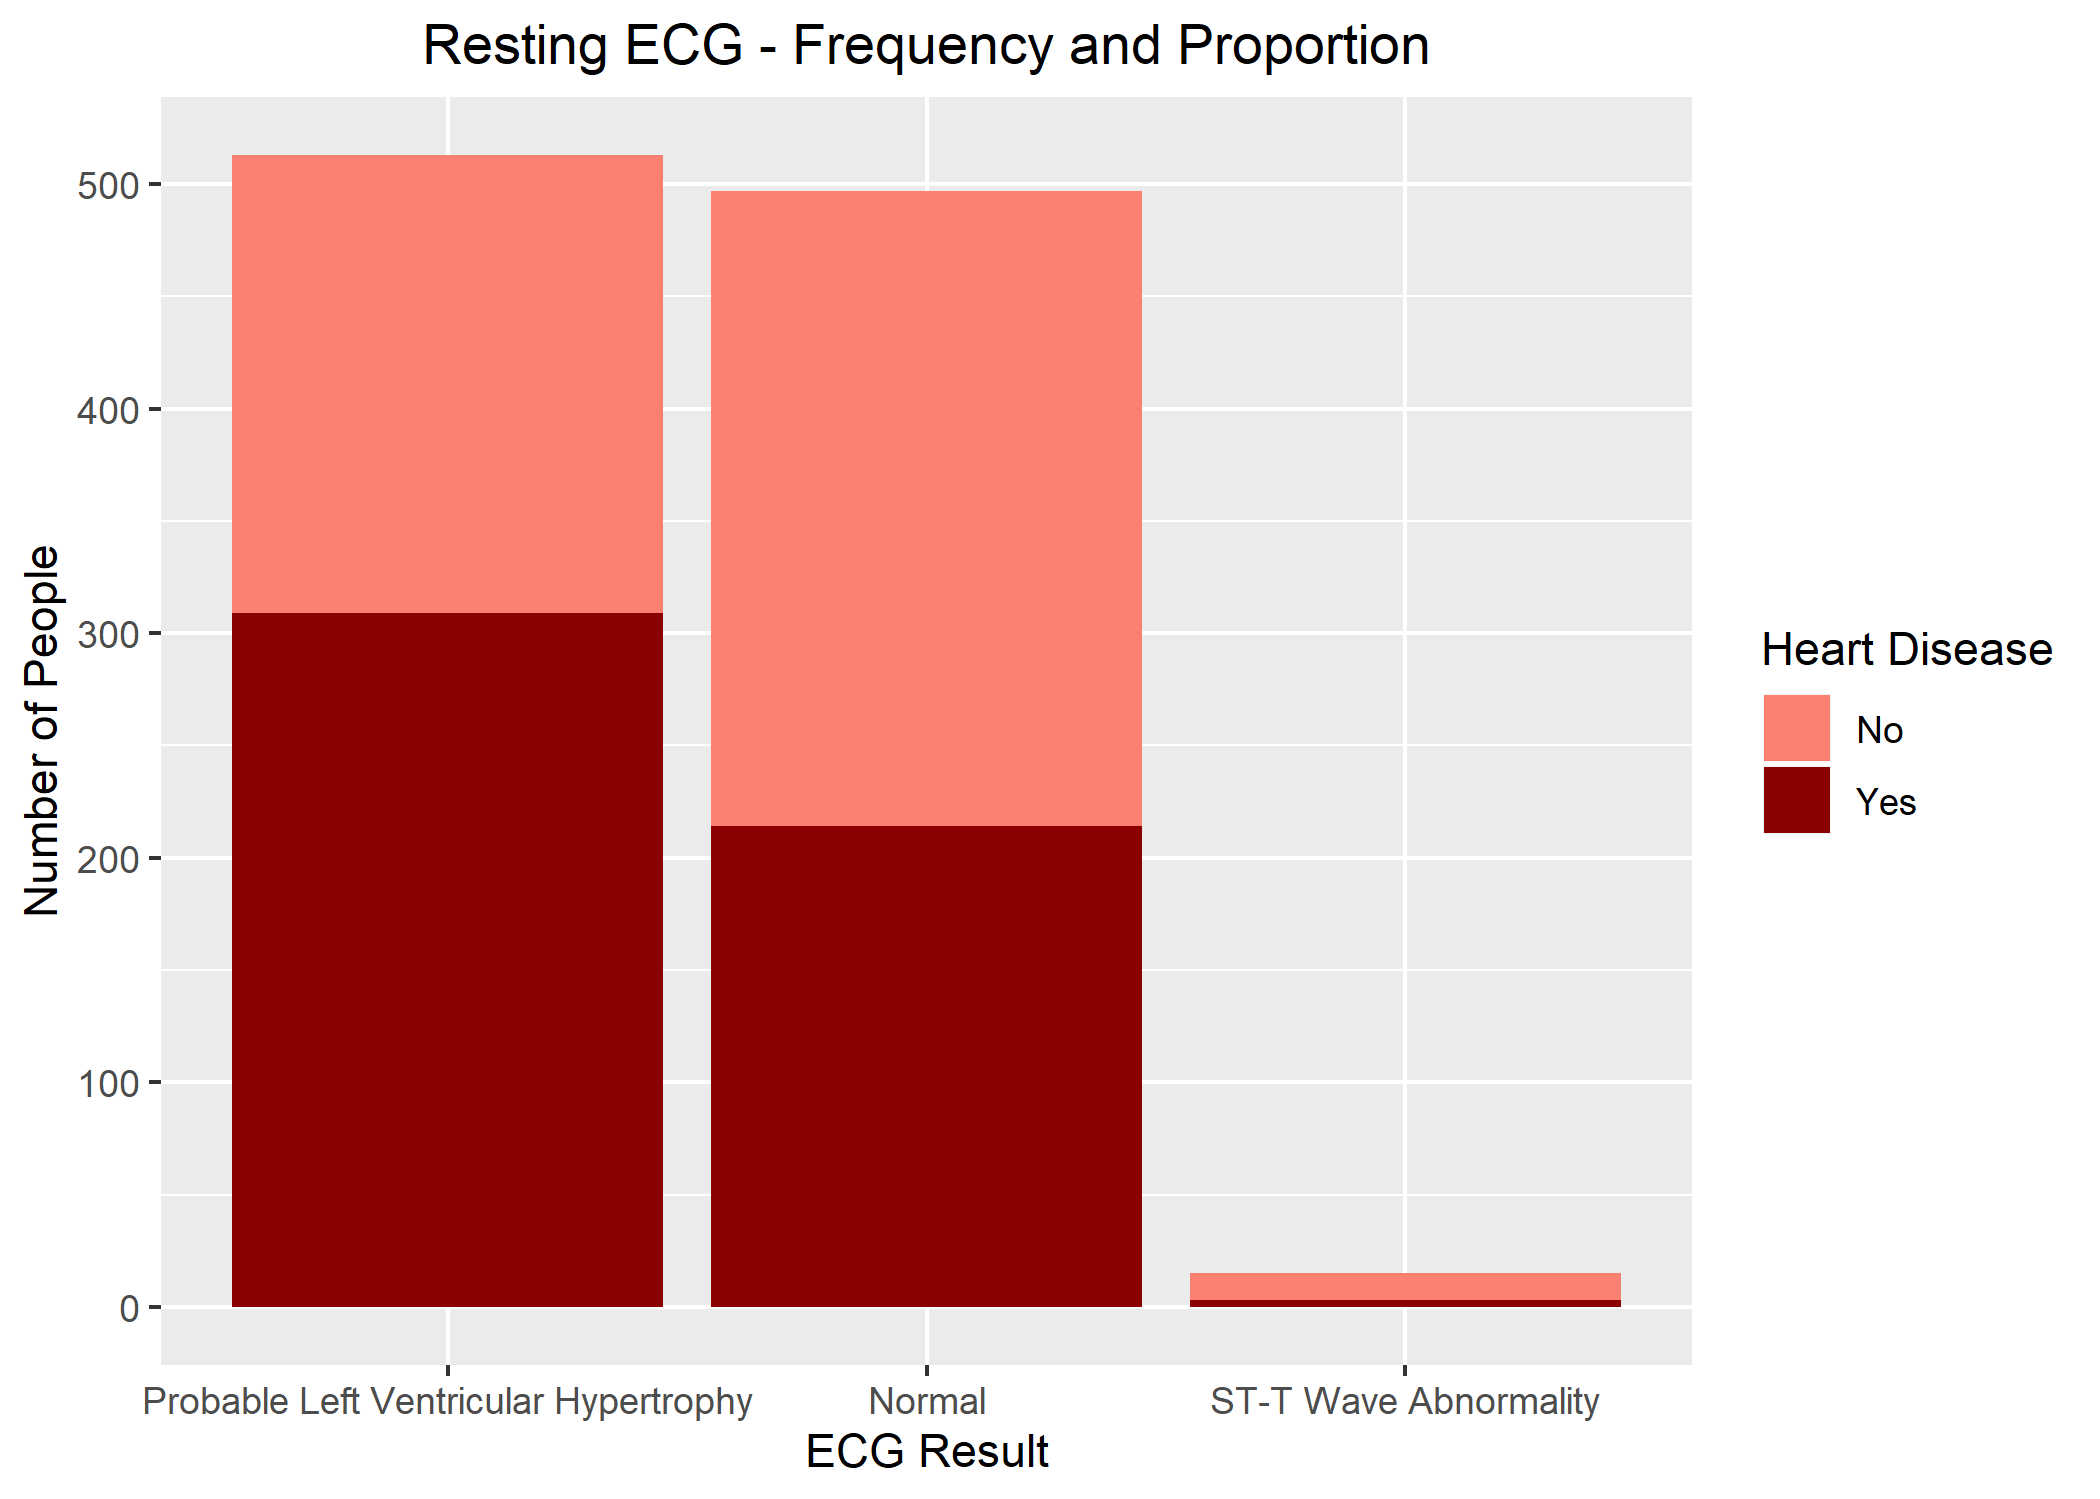 Resting ECG - Frequency and Proportion
Number of People
500
400
300
200
100
0
Probable Left Ventricular Hypertrophy
Normal
ST-T Wave Abnormality
ECG Result
Heart Disease
No
Yes